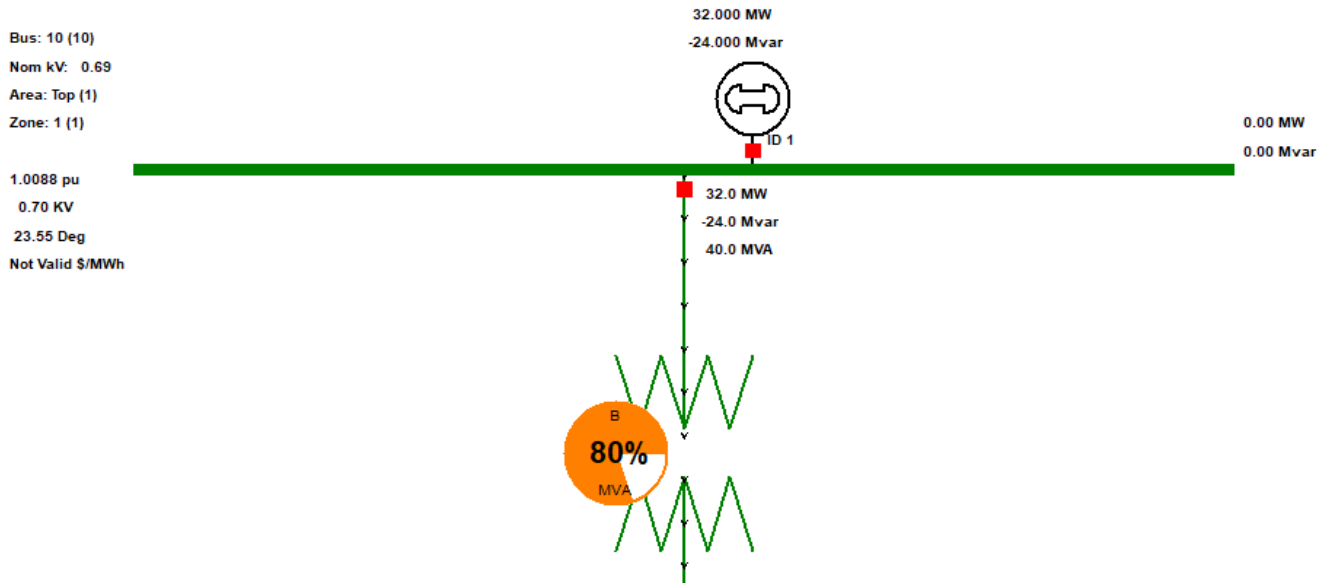 32.000 MW
-24.000 Mvar
Bus: 10 (10)
Nom kV: 0.69
Area: Top (1)
Zone: 1 (1)
ID 1
0.00 MW
0.00 Mvar
1.0088 pu
0.70 KV
23.55 Deg
Not Valid $/MWh
32.0 MW
-24.0 Mvar
40.0 MVA
B
80%
MVA